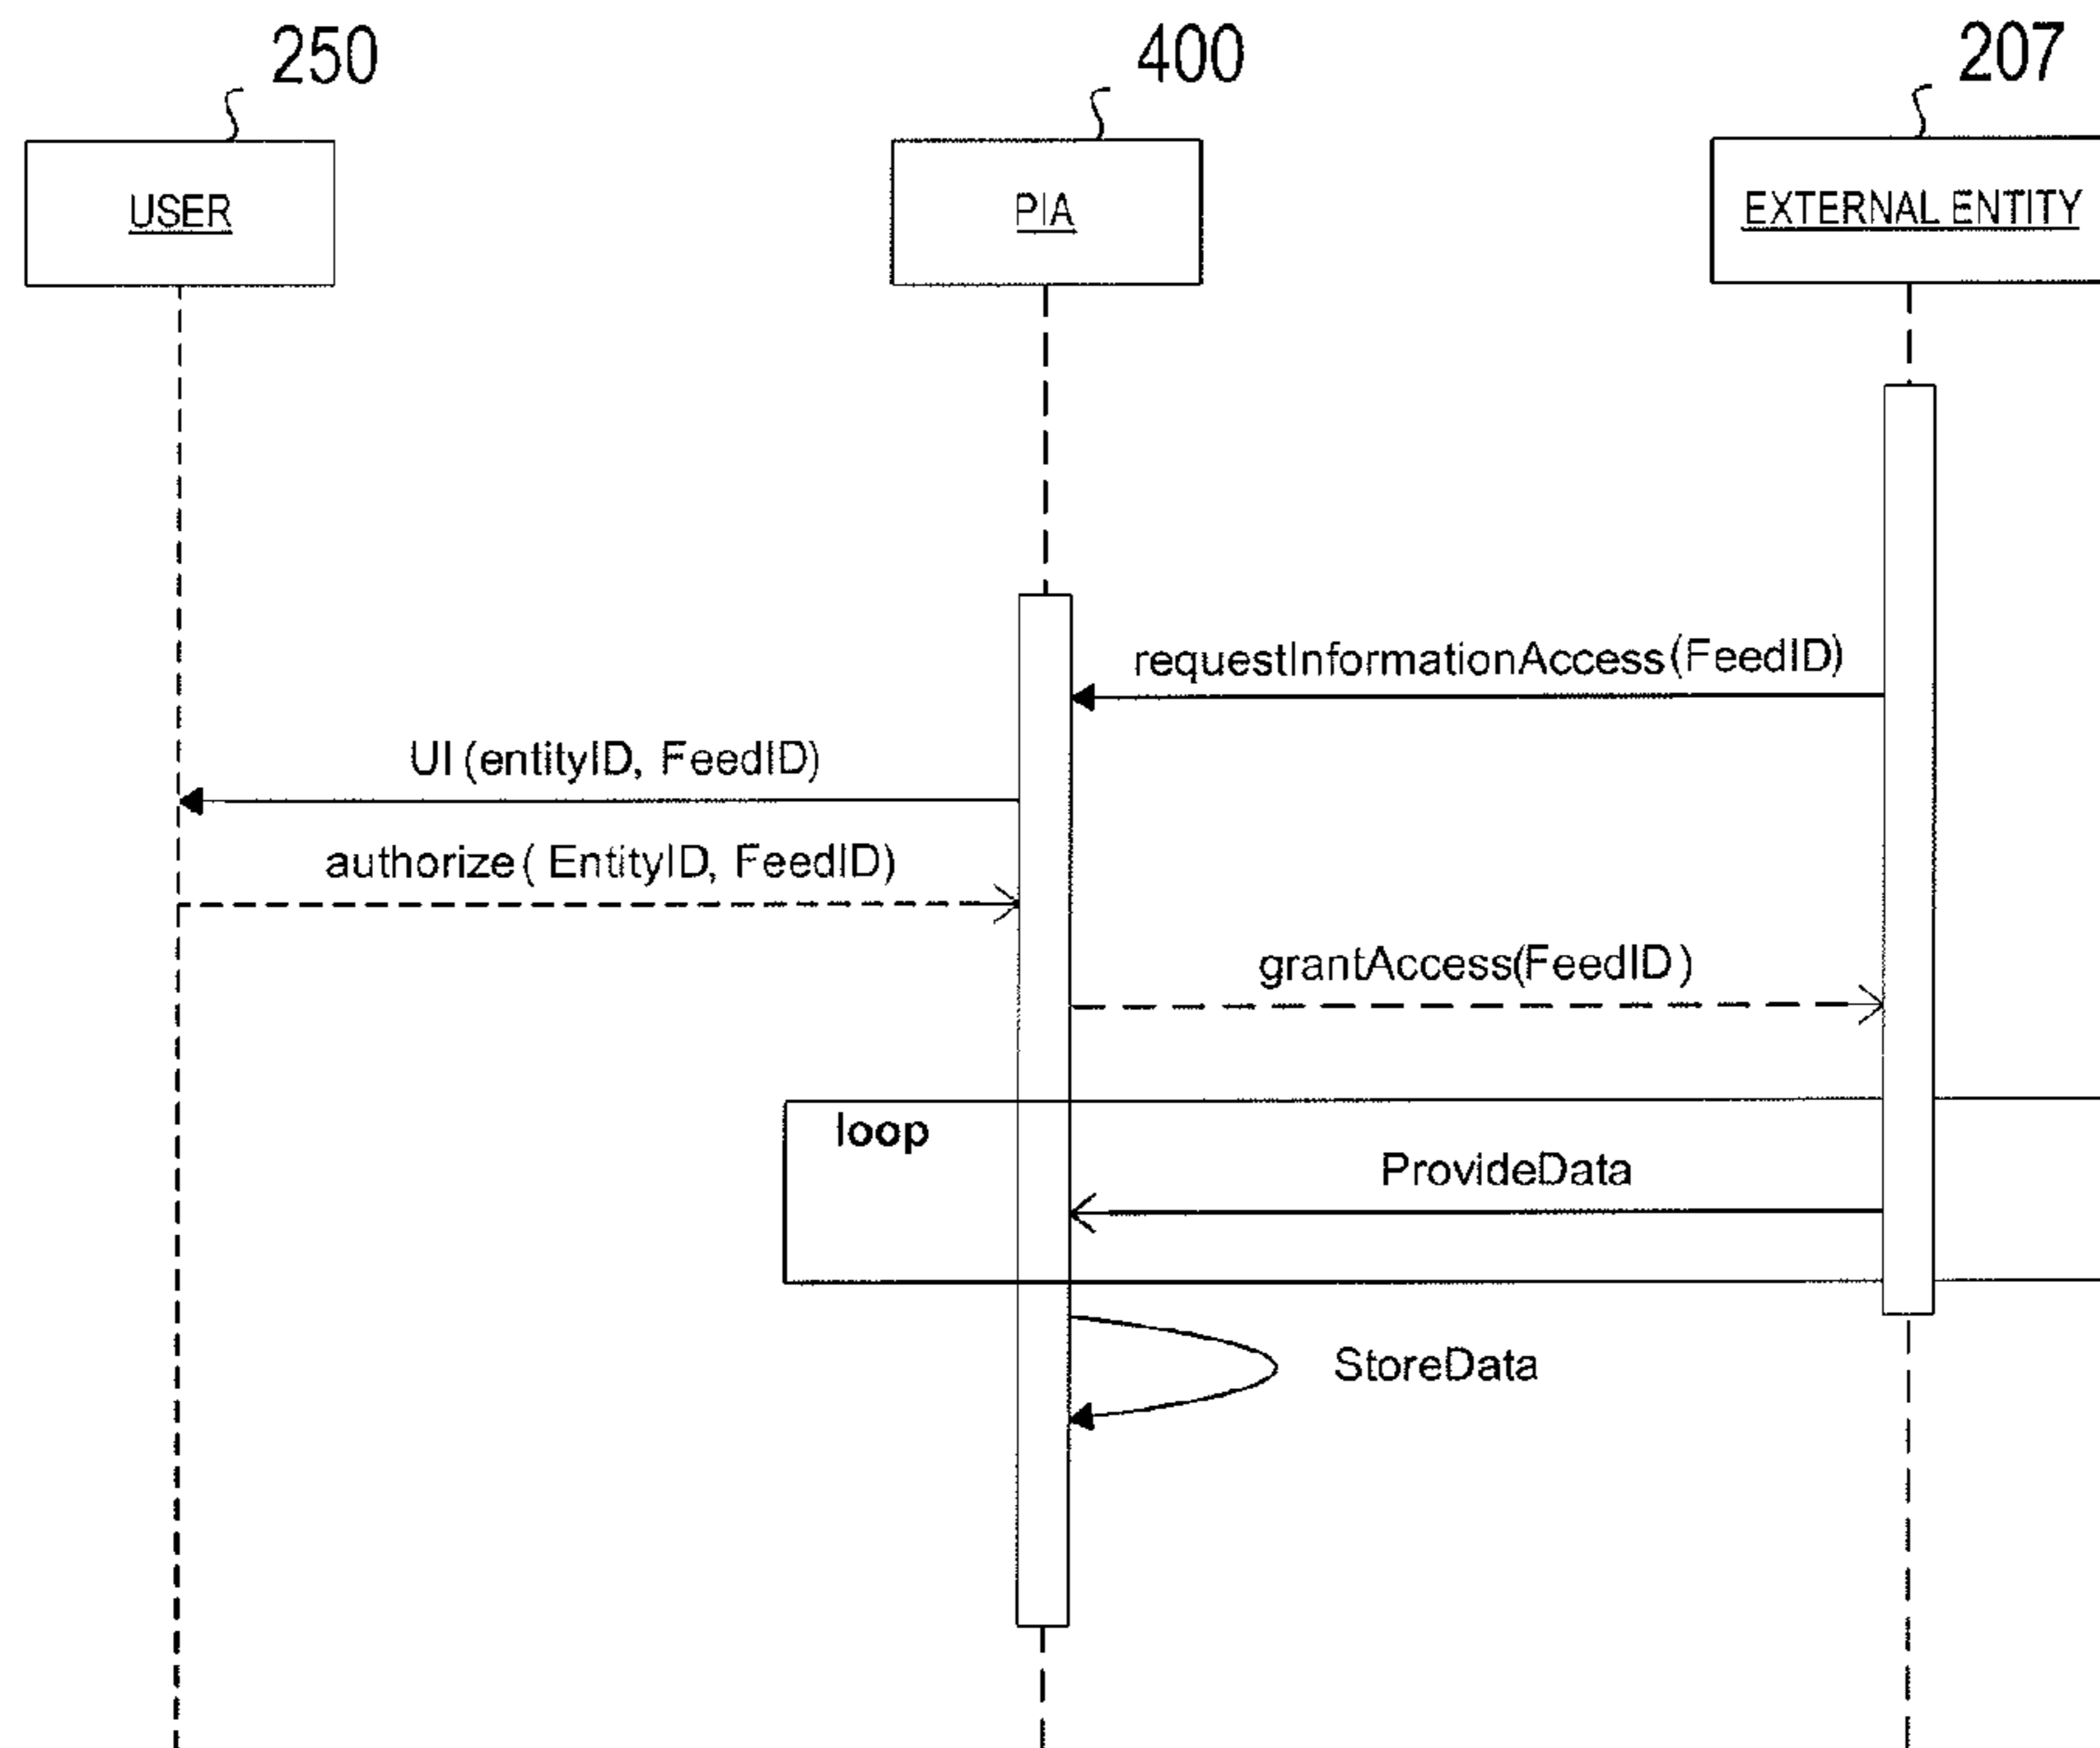 250
400
207
USER
PIA
EXTERNAL ENTITY
requestInformationAccess(FeedID)
UI (entityID, FeedID)
authorize( EntityID, FeedID)
grantAccess(FeedID)
loop
ProvideData
StoreData